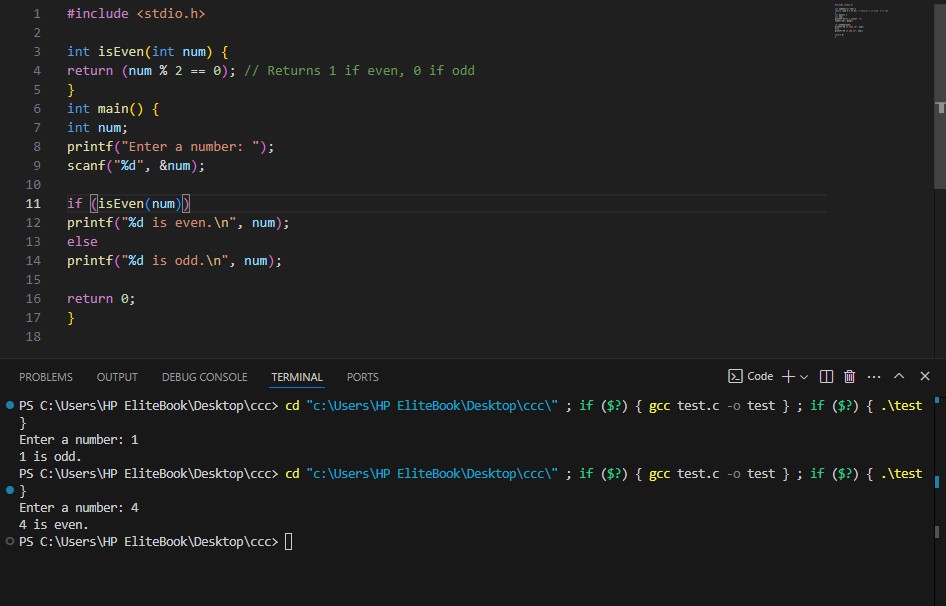 1 #include <stdio.h>
2
3 int isEven(int num) {
4 return (num % 2 == 0); // Returns 1 if even, 0 if odd
5 }
6 int main() {
7 int num;
8 printf("Enter a number: ");
9 scanf("%d", &num);
10
11 if (isEven(num))
12 printf("%d is even.\n", num);
13 else
14 printf("%d is odd.\n", num);
15
16 return 0;
17 }
18
PROBLEMS OUTPUT DEBUG CONSOLE TERMINAL PORTS Code
PS C:\Users\HP EliteBook\Desktop\ccc> cd "c:\Users\HP EliteBook\Desktop\ccc\" ; if ($?) { gcc test.c -o test } ; if ($?) { .\test
}
Enter a number: 1
1 is odd.
PS C:\Users\HP EliteBook\Desktop\ccc> cd "c:\Users\HP EliteBook\Desktop\ccc\" ; if ($?) { gcc test.c -o test } ; if ($?) { .\test
}
Enter a number: 4
4 is even.
PS C:\Users\HP EliteBook\Desktop\ccc>